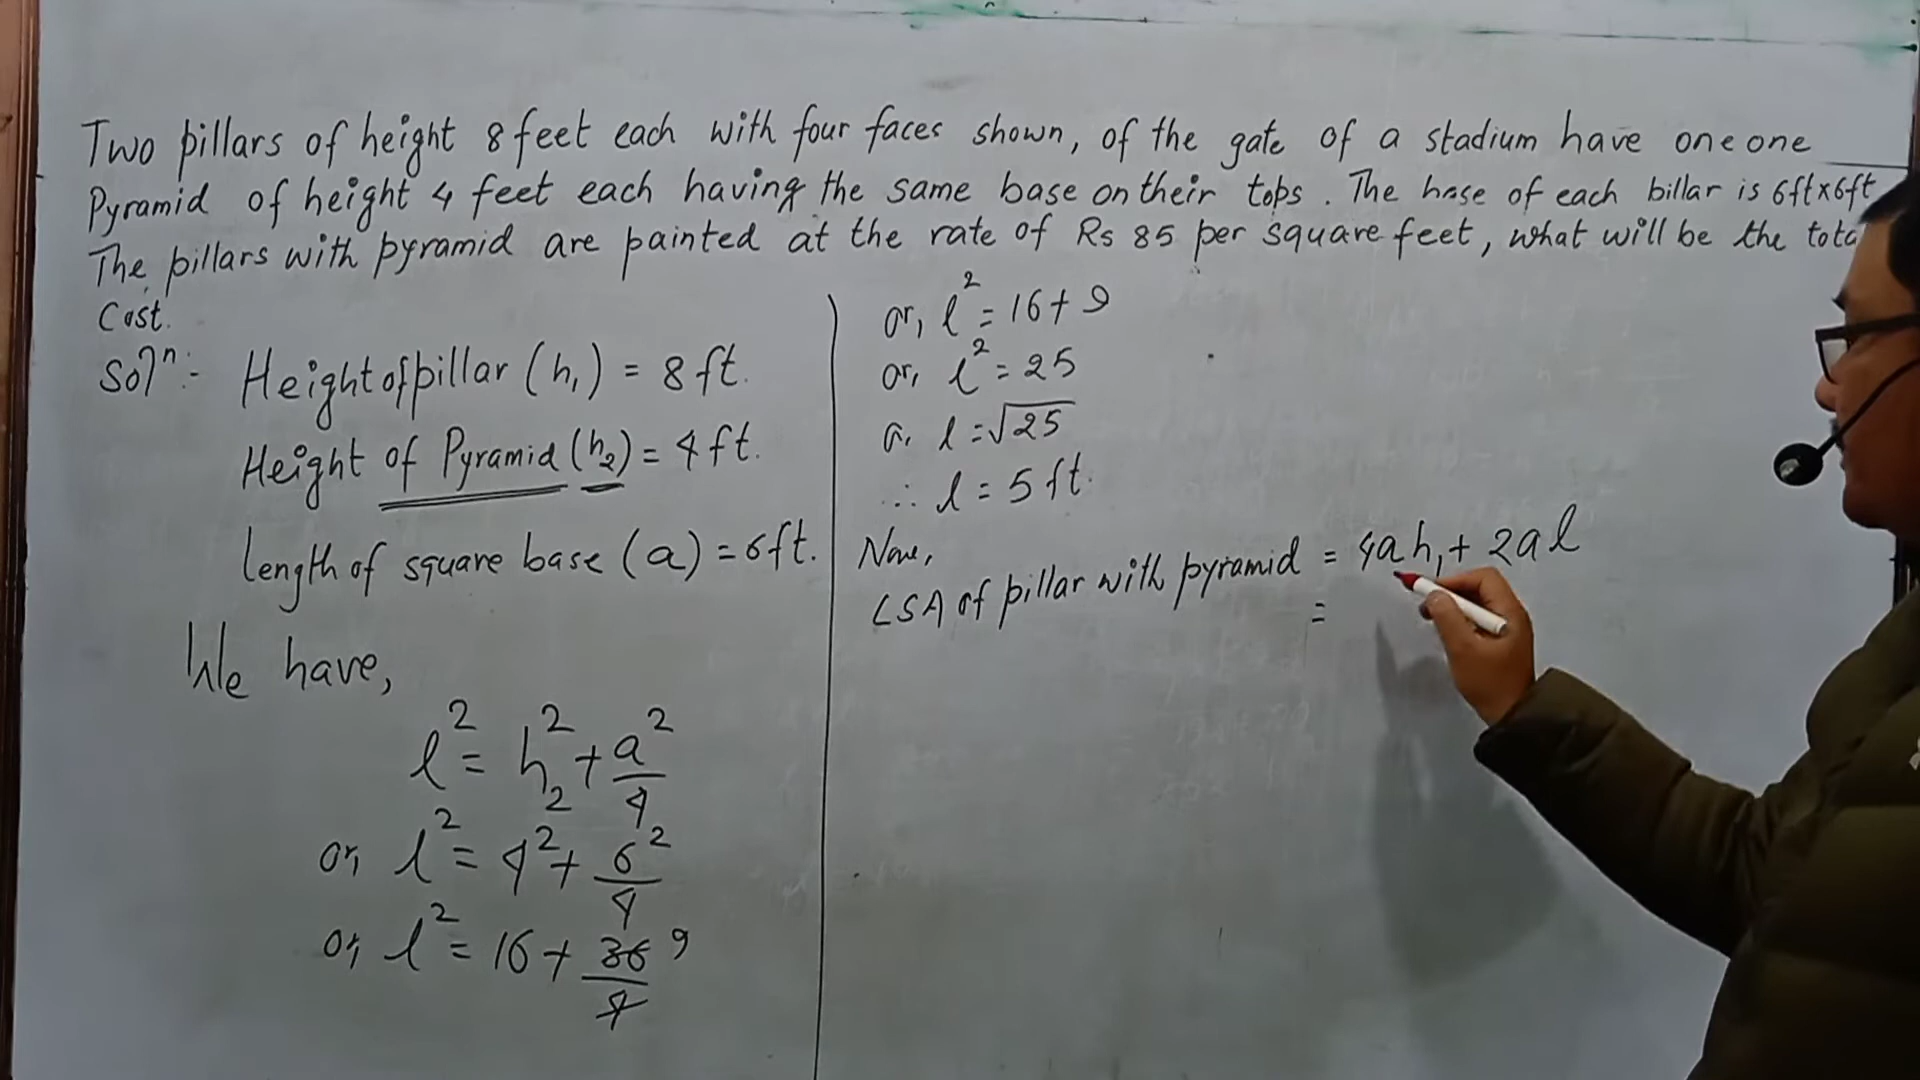 Two pillars of height 8 feet each with four faces shown, of the gate of a stadium have one one
Pyramid of height 4 feet each having the same base on their tops. The base of each billar is 6ft×6ft
The pillars with pyramid are painted at the rate of Rs 85 per square feet, what will be the tota
Cost.
Solⁿ:- Height of pillar (h₁) = 8 ft.
Height of Pyramid (h₂) = 4 ft.
length of square base (a) = 6 ft.
We have,
l² = h₂² + a²/4
or, l² = 4² + 6²/4
or, l² = 16 + 36/4 9
or, l² = 16 + 9
or, l² = 25
or, l = √25
∴ l = 5 ft.
Now,
LSA of pillar with pyramid = 4ah₁ + 2al
=